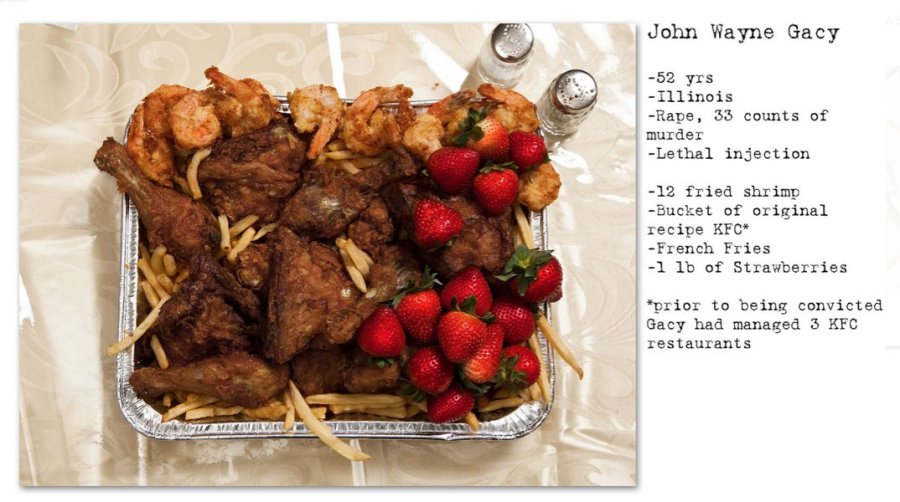 John Wayne Gacy
-52 yrs
-Illinois
-Rape, 33 counts of
murder
-Lethal injection
-12 fried shrimp
-Bucket of original
recipe KFC*
-French Fries
-1 lb of Strawberries
*prior to being convicted
Gacy had managed 3 KFC
restaurants